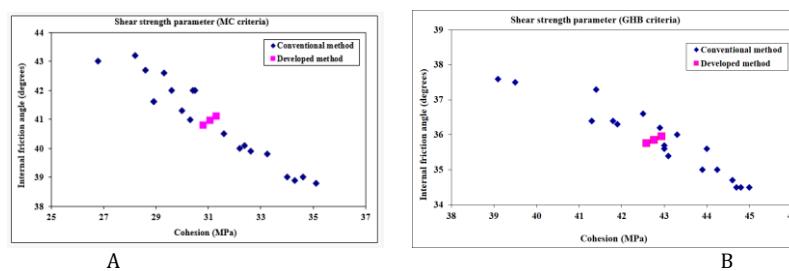 Shear strength parameter (MC criteria)
44
43
42
41
40
39
38
Internal friction angle (degrees)
Conventional method
Developed method
25 27 29 31 33 35 37
Cohesion (MPa)
A
Shear strength parameter (GHB criteria)
39
38
37
36
35
34
Internal friction angle (degrees)
Conventional method
Developed method
38 39 40 41 42 43 44 45
Cohesion (MPa)
B